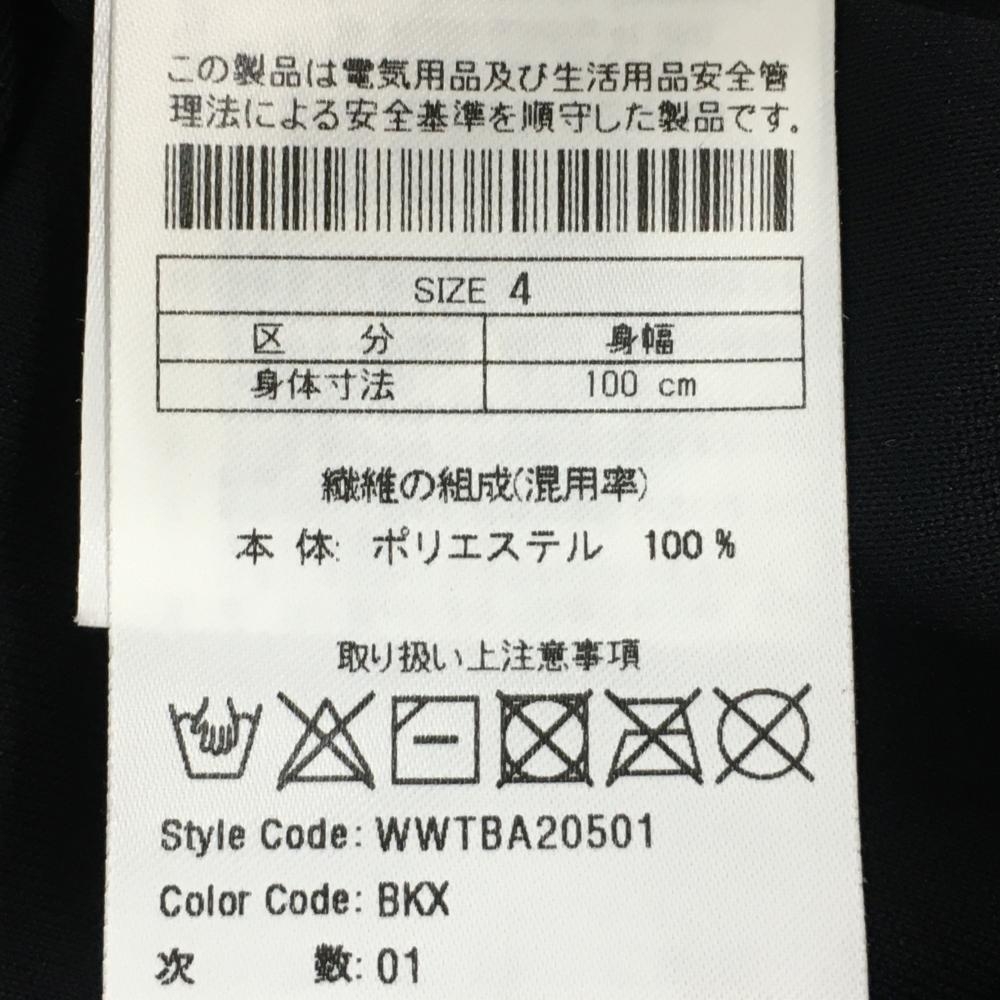 この製品は電気用品及び生活用品安全管
理法による安全基準を順守した製品です。
SIZE 4
区 分 身幅
身体寸法 100 cm
繊維の組成(混用率)
本 体: ポリエステル 100 %
取り扱い上注意事項
Style Code: WWTBA20501
Color Code: BKX
次 数: 01